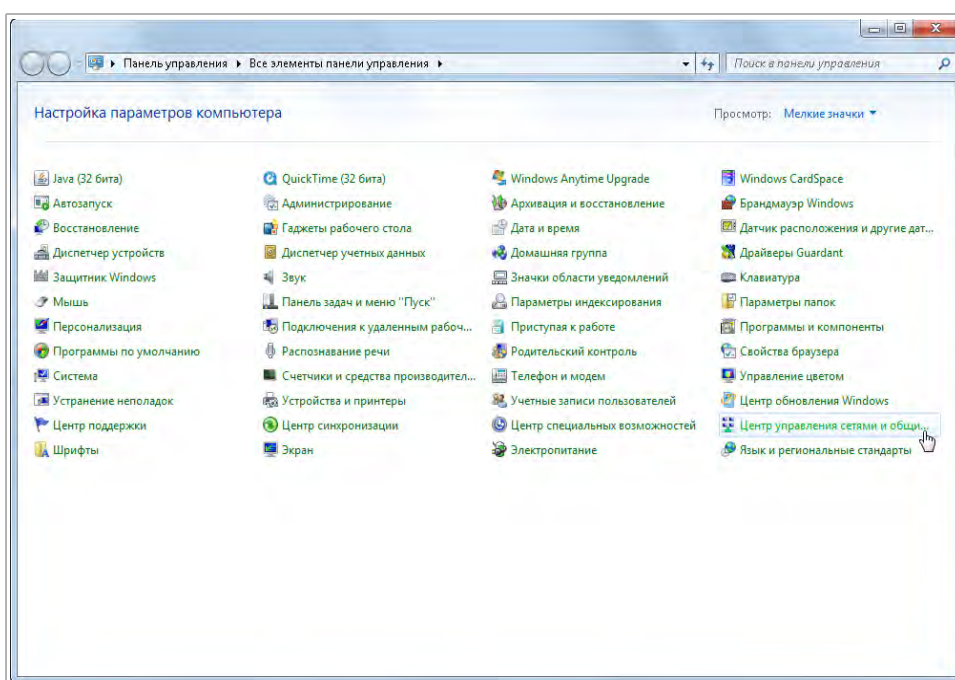 Панель управления ▸ Все элементы панели управления ▸ Поиск в панели управления
Настройка параметров компьютера Просмотр: Мелкие значки
Java (32 бита) QuickTime (32 бита) Windows Anytime Upgrade Windows CardSpace
Автозапуск Администрирование Архивация и восстановление Брандмауэр Windows
Восстановление Гаджеты рабочего стола Дата и время Датчик расположения и другие дат...
Диспетчер устройств Диспетчер учетных данных Домашняя группа Драйверы Guardant
Защитник Windows Звук Значки области уведомлений Клавиатура
Мышь Панель задач и меню "Пуск" Параметры индексирования Параметры папок
Персонализация Подключения к удаленным рабоч... Приступая к работе Программы и компоненты
Программы по умолчанию Распознавание речи Родительский контроль Свойства браузера
Система Счетчики и средства производител... Телефон и модем Управление цветом
Устранение неполадок Устройства и принтеры Учетные записи пользователей Центр обновления Windows
Центр поддержки Центр синхронизации Центр специальных возможностей Центр управления сетями и общи...
Шрифты Экран Электропитание Язык и региональные стандарты